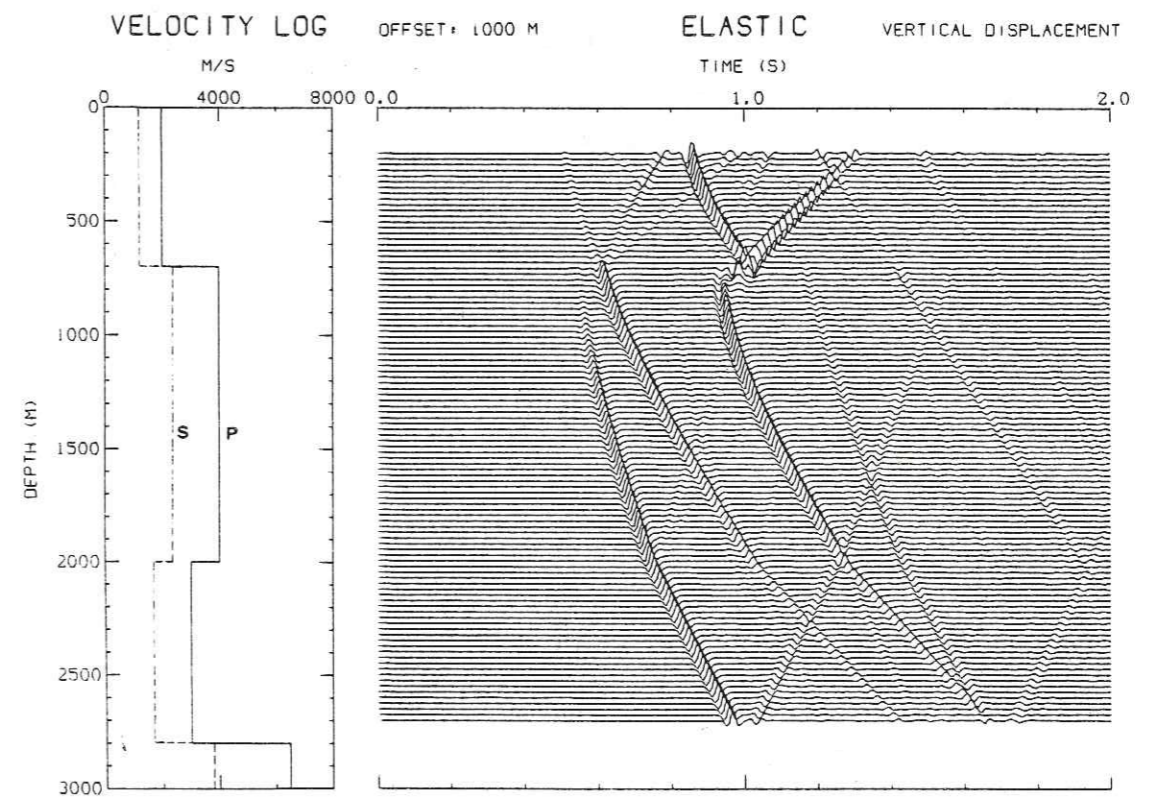 VELOCITY LOG
OFFSET: 1000 M
ELASTIC
VERTICAL DISPLACEMENT
M/S
TIME (S)
0 4000 8000
0. 1.0 2.0
0
500
1000
1500
2000
2500
3000
DEPTH (M)
S P